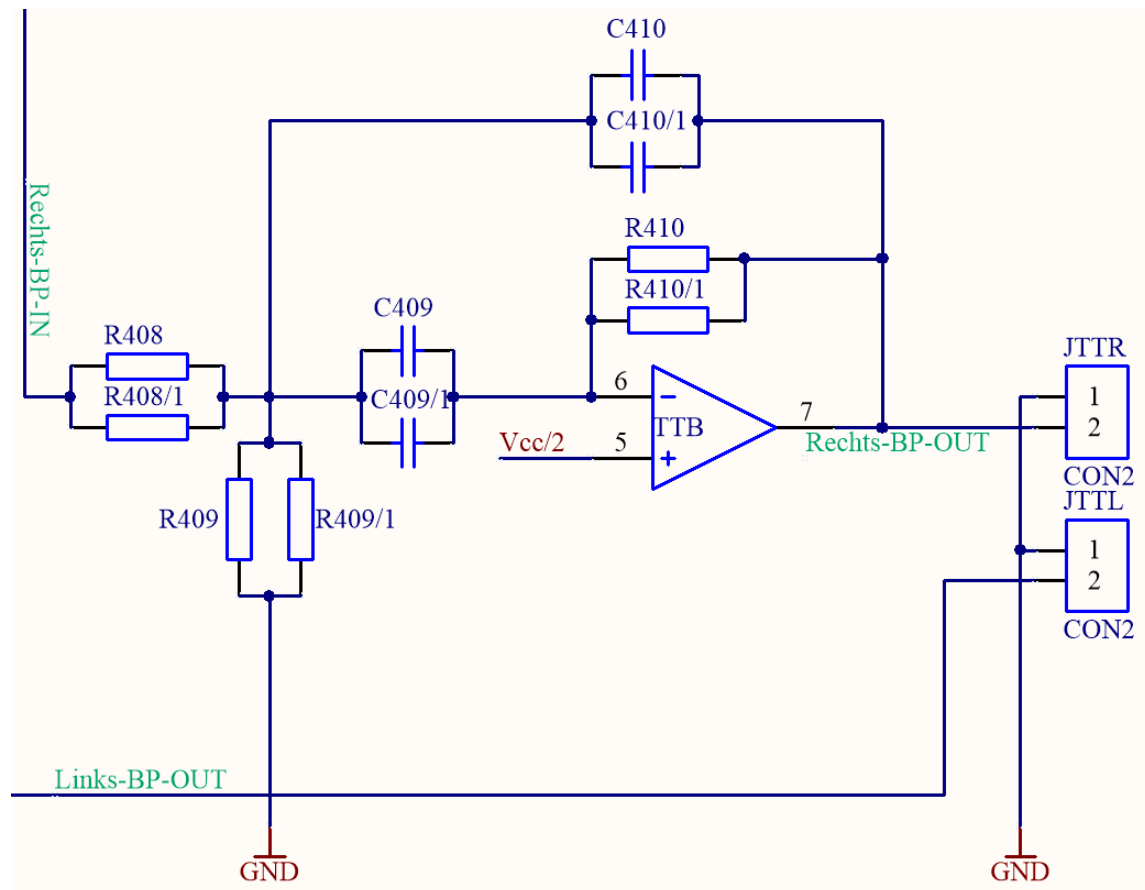 C410
C410/1
Rechts-BP-IN
R410
R410/1
C409
R408
JTTR
6
1
R408/1
C409/1
7
2
TTB
Vcc/2
5
Rechts-BP-OUT
CON2
JTTL
R409
R409/1
1
2
CON2
Links-BP-OUT
GND
GND